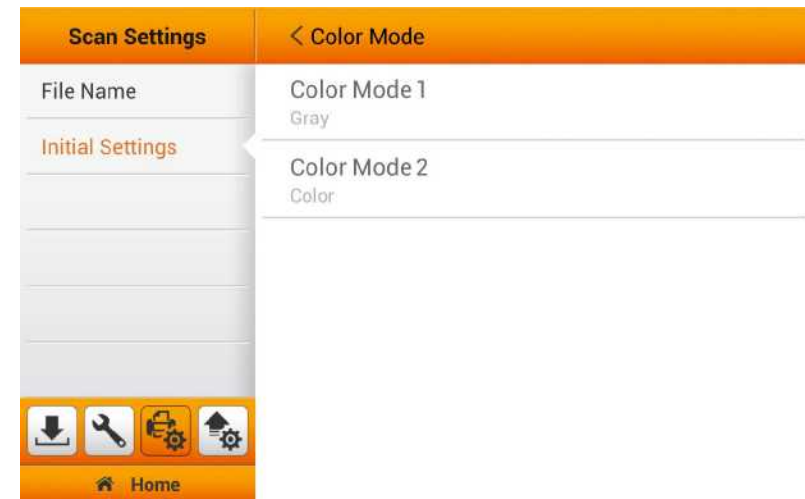 Scan Settings
< Color Mode
File Name
Initial Settings
Color Mode 1
Gray
Color Mode 2
Color
Home